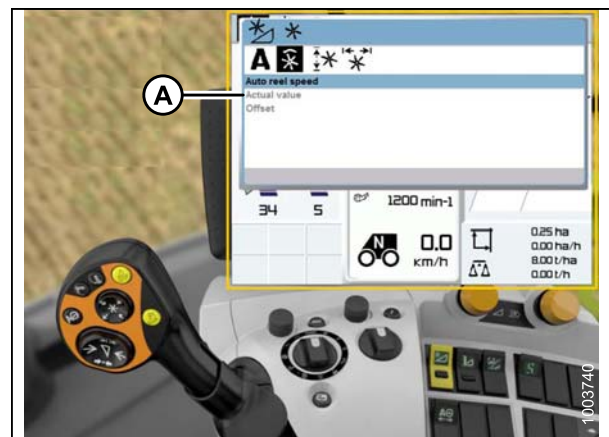 A
Auto reel speed
Actual value
Offset
A
34
5
1200 min-1
N
0.0
km/h
0.25 ha
0.00 ha/h
8.00 t/ha
0.00 t/h
1003740